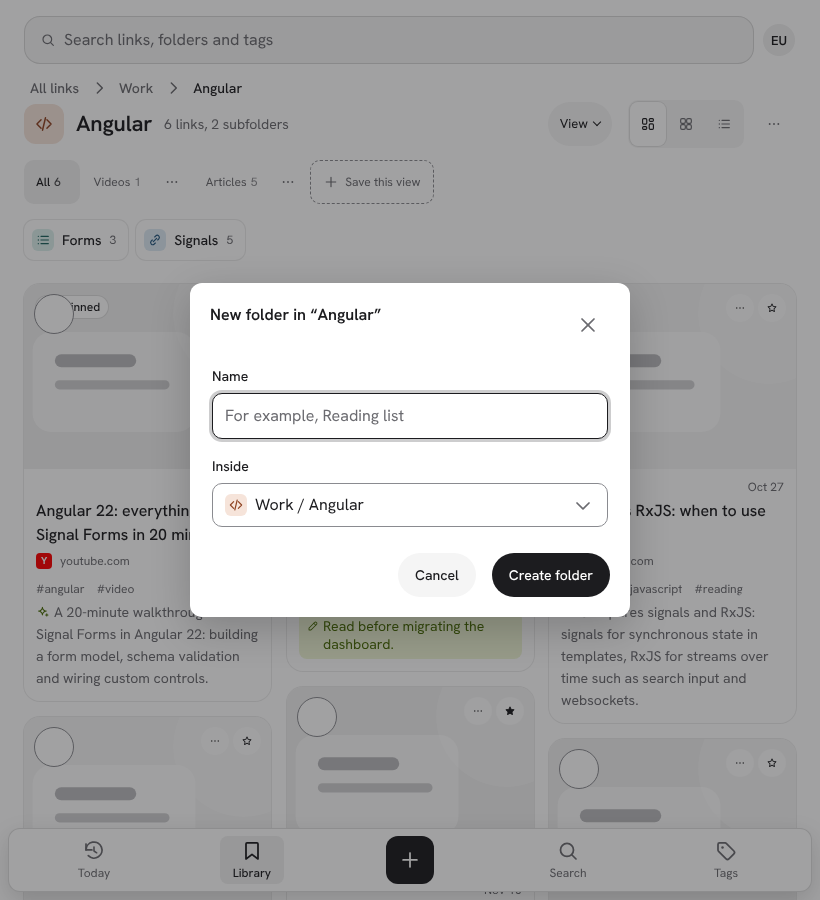 Search links, folders and tags
EU
All links
Work
Angular
Angular
6 links, 2 subfolders
View
All 6
Videos 1
Articles 5
Save this view
Forms 3
Signals 5
New folder in “Angular”
Name
For example, Reading list
Inside
Work / Angular
Cancel
Create folder
Angular 22:
Signal Forms in 20
youtube.com
#angular #video
A 20-minute
Signal Forms in Angular 22: building
a form model, schema validation
and wiring custom controls.
Read before migrating the
dashboard.
Oct 27
RxJS: when to use
#reading
signals and RxJS:
signals for synchronous state in
templates, RxJS for streams over
time such as search input and
websockets.
Today
Library
Search
Tags